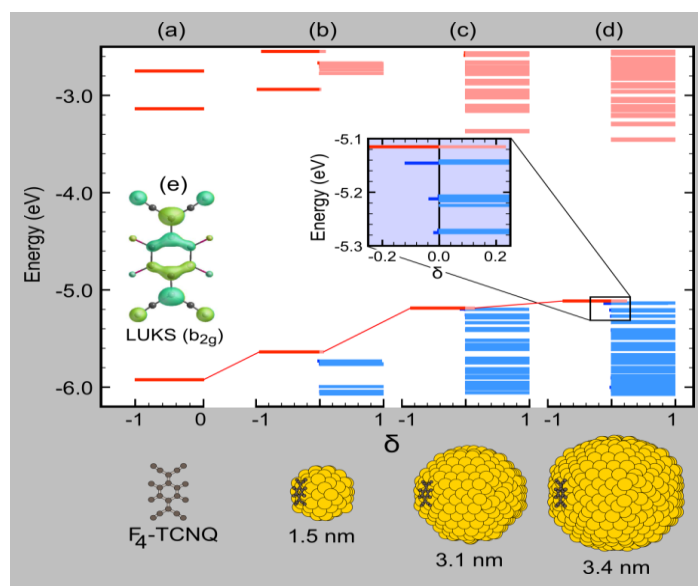 (a) (b) (c) (d)
-3.0
-4.0
-5.0
-6.0
Energy (eV)
(e)
LUKS (b2g)
-5.1
-5.2
-5.3
Energy (eV)
-0.2 0.0 0.2
δ
-1 0 -1 0 1 -1 0 1 -1 0 1
δ
F4-TCNQ
1.5 nm
3.1 nm
3.4 nm